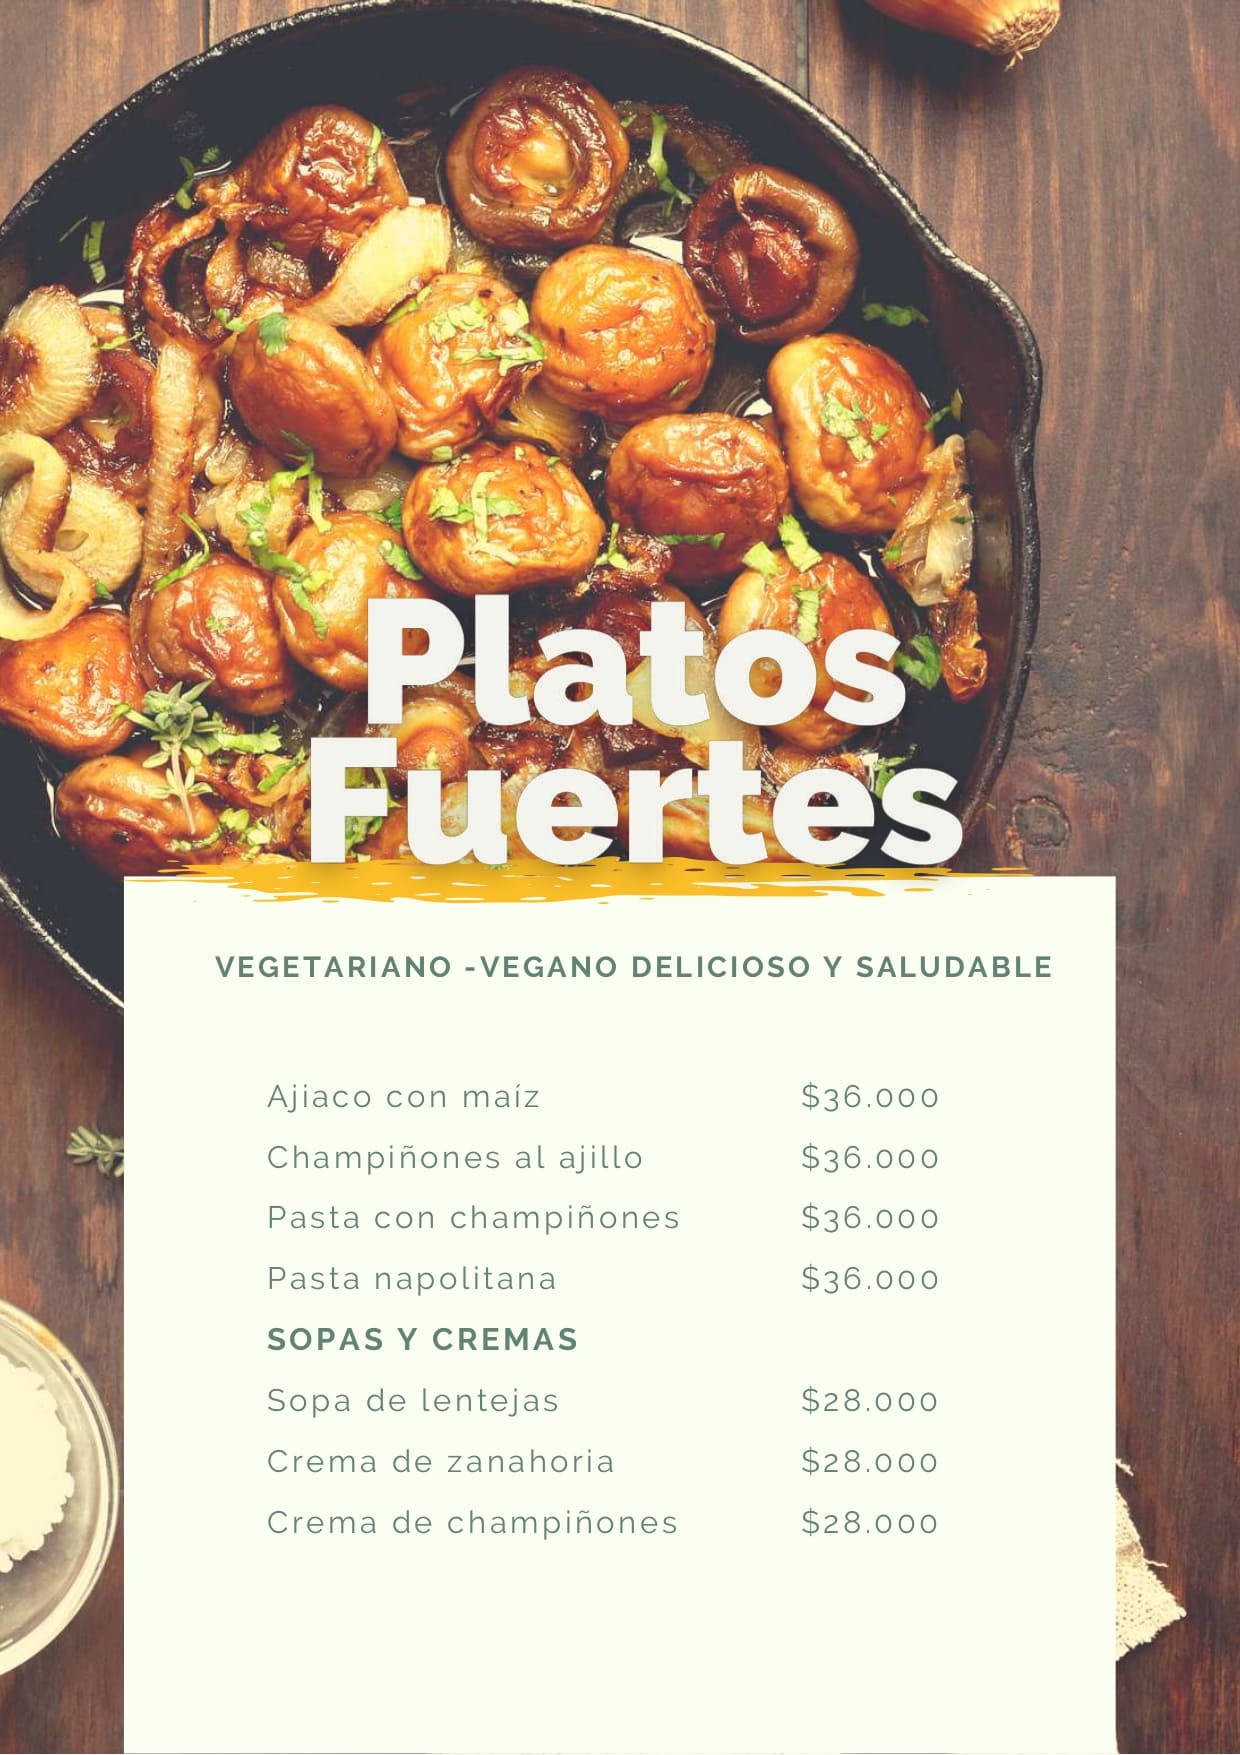 Platos
Fuertes
VEGETARIANO -VEGANO DELICIOSO Y SALUDABLE
Ajiaco con maíz $36.000
Champiñones al ajillo $36.000
Pasta con champiñones $36.000
Pasta napolitana $36.000
SOPAS Y CREMAS
Sopa de lentejas $28.000
Crema de zanahoria $28.000
Crema de champiñones $28.000